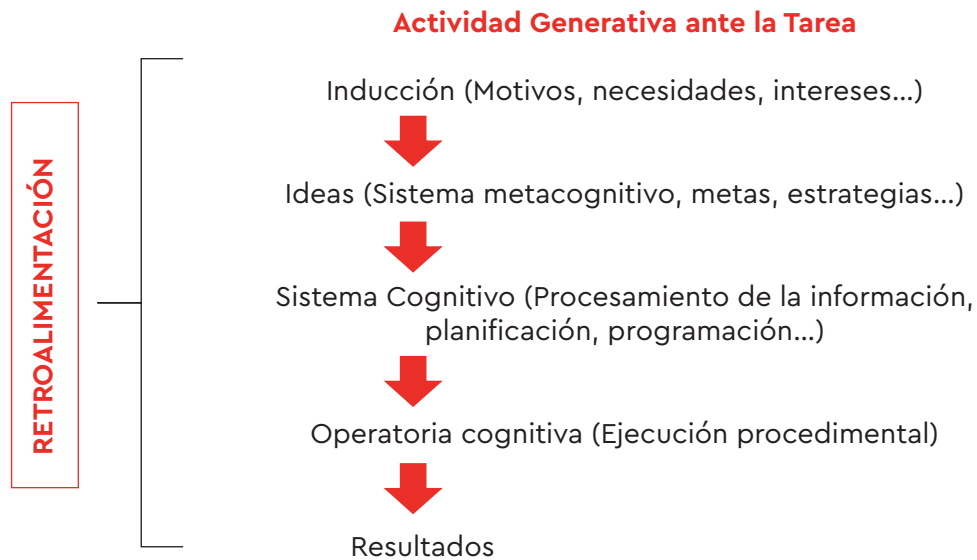 Actividad Generativa ante la Tarea
RETROALIMENTACIÓN
Inducción (Motivos, necesidades, intereses...)
Ideas (Sistema metacognitivo, metas, estrategias...)
Sistema Cognitivo (Procesamiento de la información,
planificación, programación...)
Operatoria cognitiva (Ejecución procedimental)
Resultados